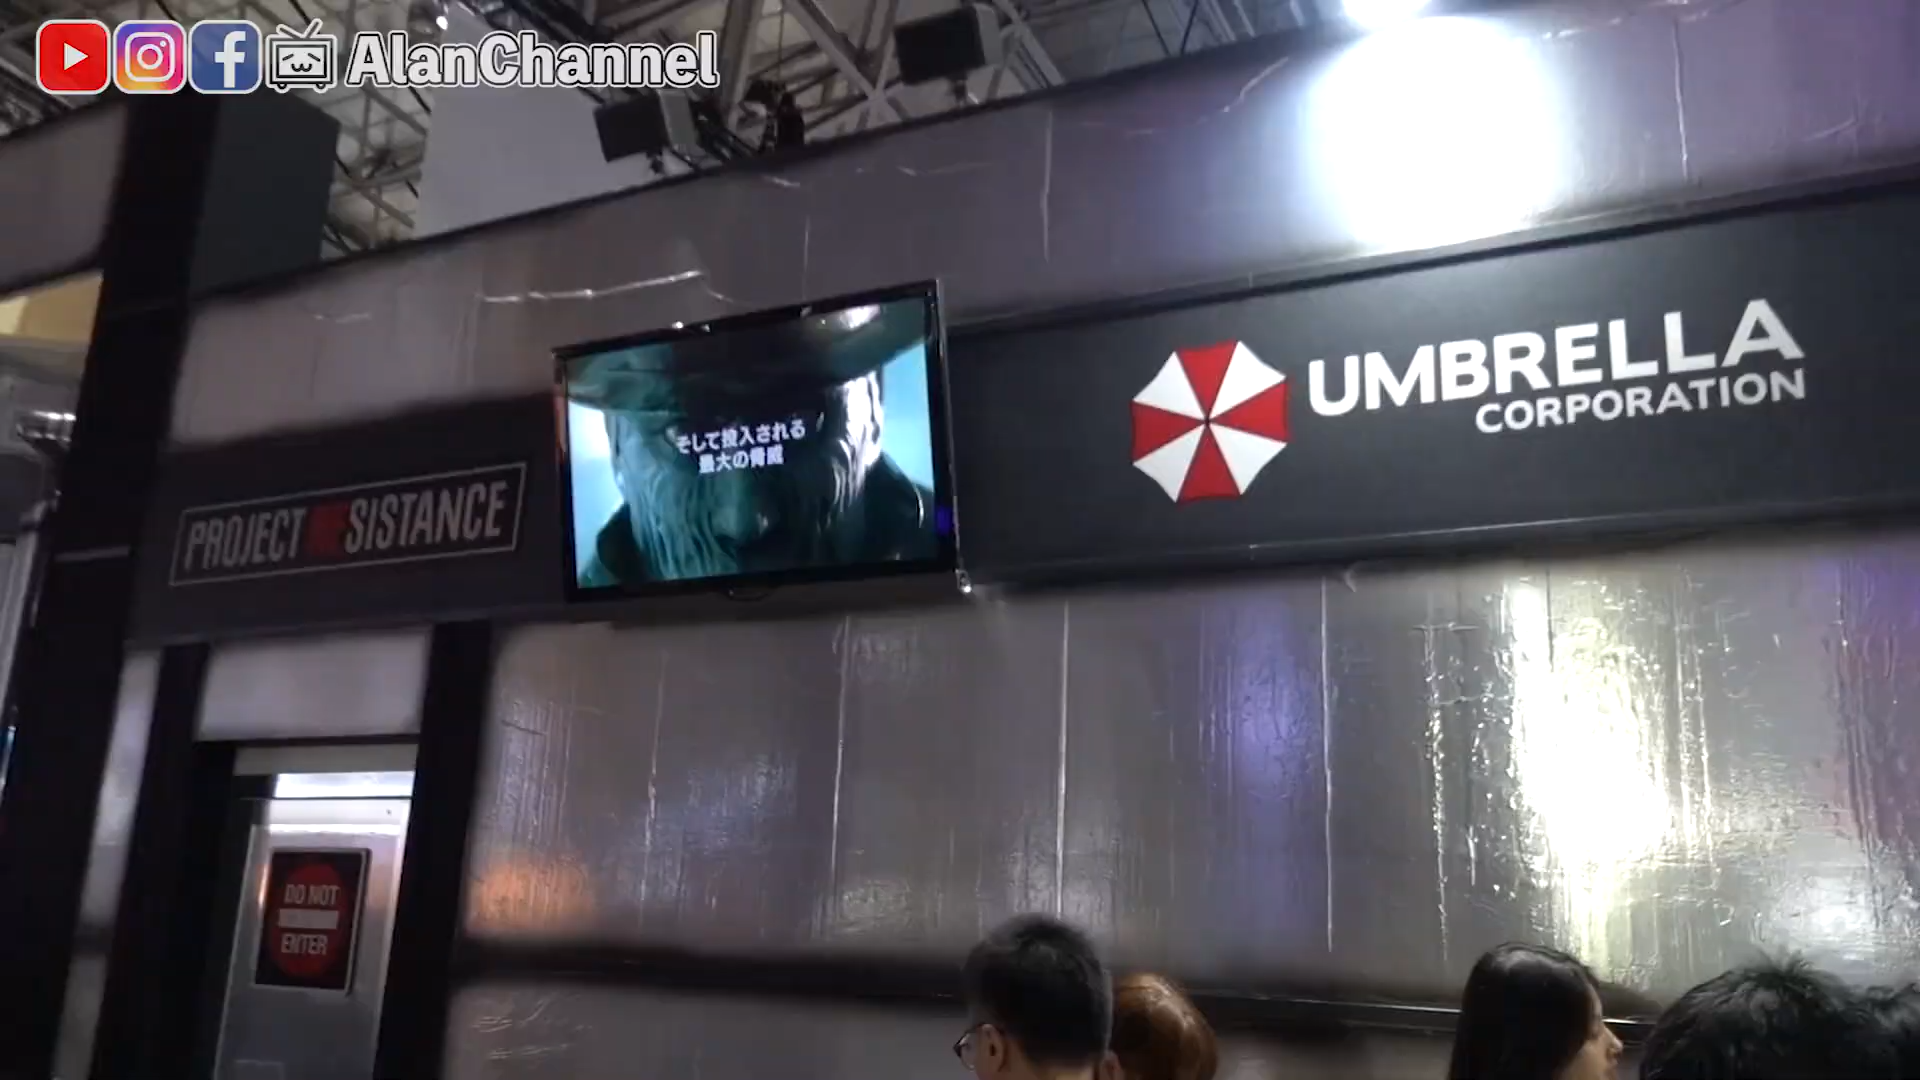 AlanChannel
UMBRELLA
CORPORATION
そして投入される
最大の脅威
PROJECT RESISTANCE
DO NOT
ENTER